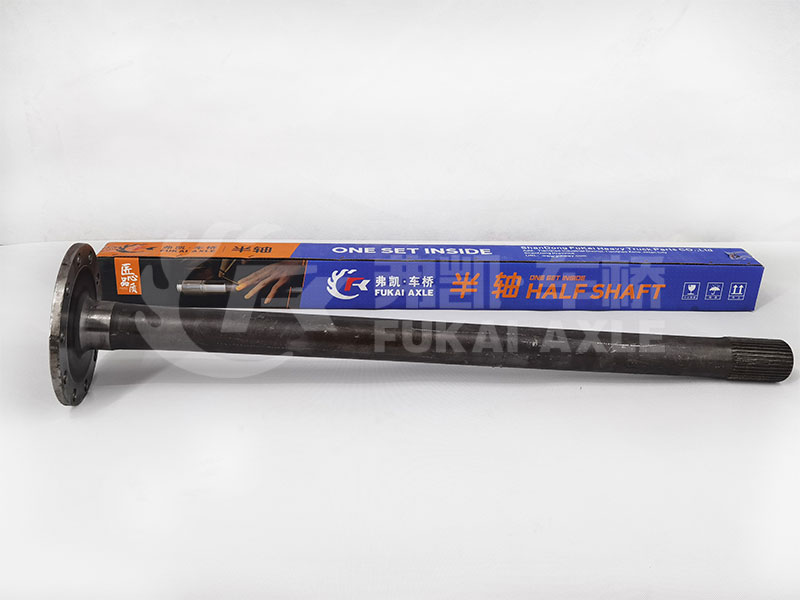 弗凯·车桥
FUKAI AXLE
半轴
ONE SET INSIDE
ShanDong FuKai Heavy Truck Parts CO.,Ltd
匠心
品质
弗凯·车桥
FUKAI AXLE
半轴
ONE SET INSIDE
HALF SHAFT
弗凯·车桥
FUKAI AXLE